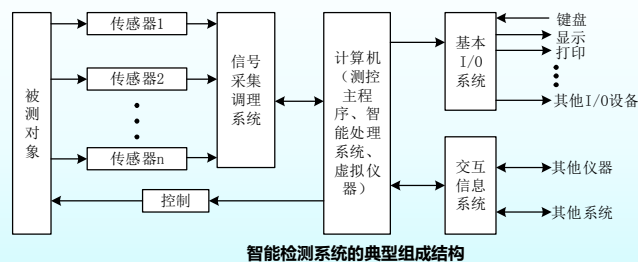 被测对象
传感器1
传感器2
传感器n
控制
信号
采集
调理
系统
计算机
（测控
主程
序、智
能处理
系统、
虚拟仪
器）
基本
I/O
系统
键盘
显示
打印
其他I/O设备
交互
信息
系统
其他仪器
其他系统
智能检测系统的典型组成结构